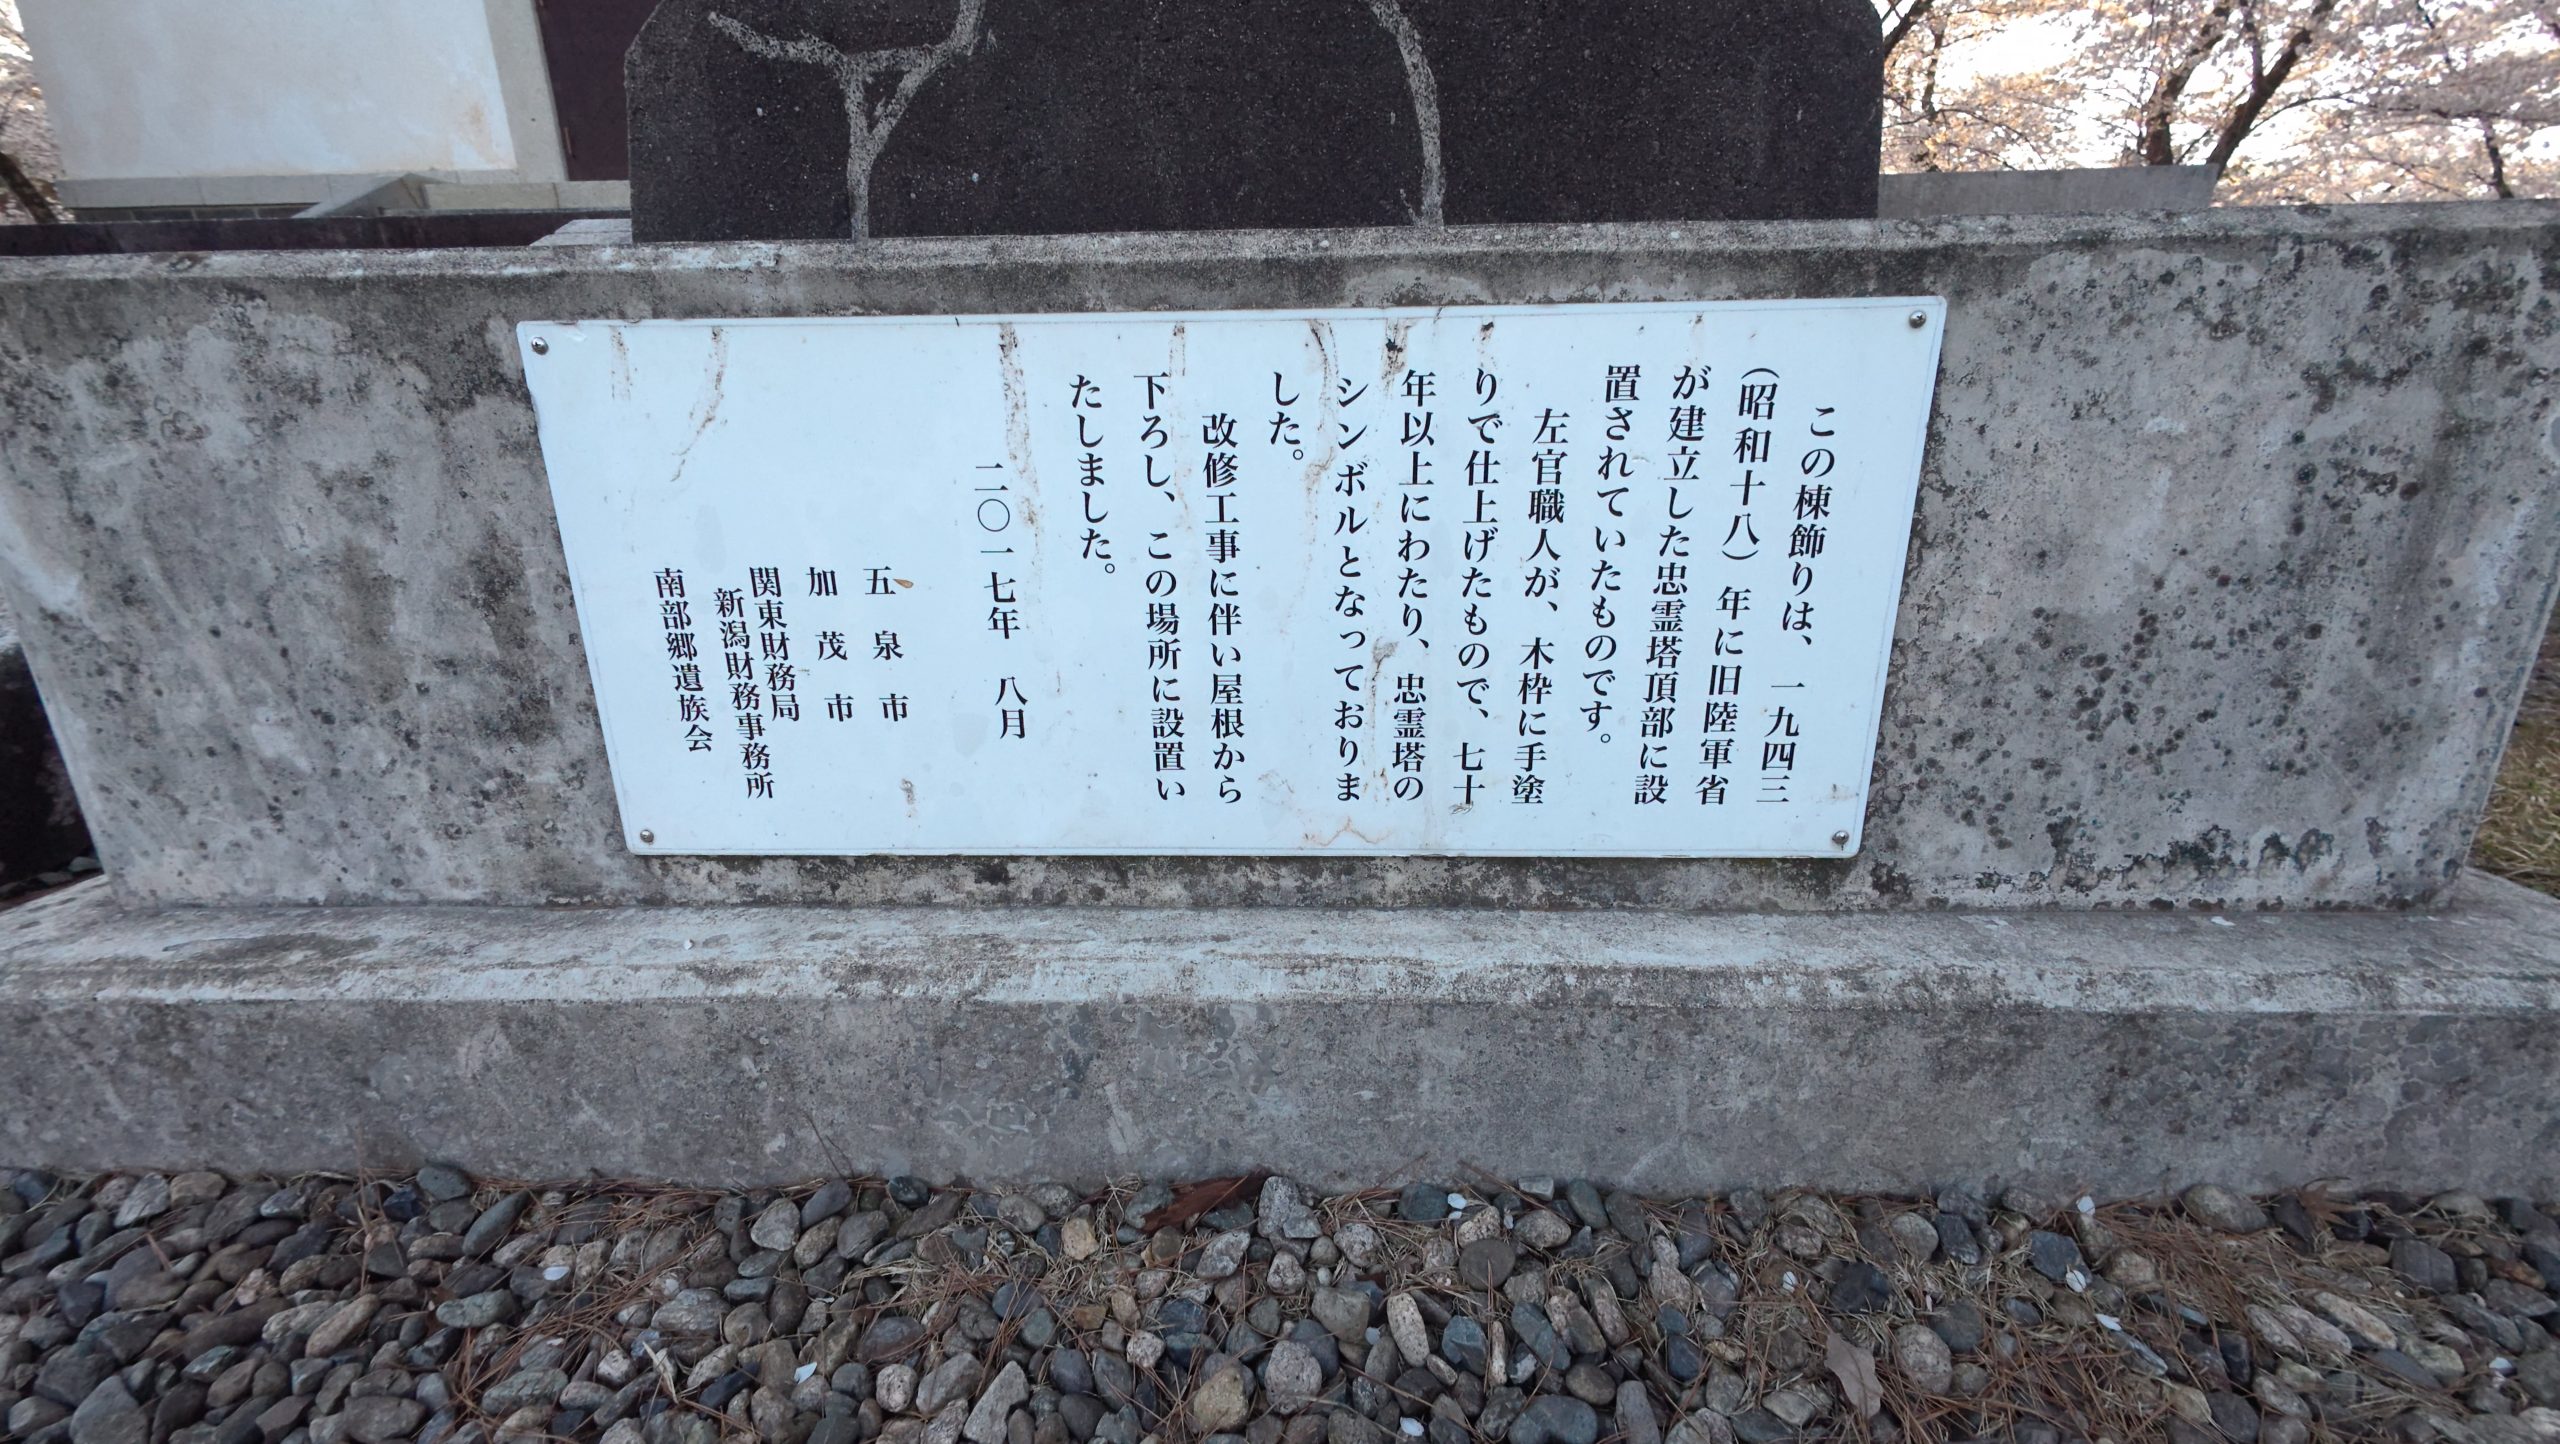 この棟飾りは、一九四三
(昭和十八)年に旧陸軍省
が建立した忠霊塔頂部に設
置されていたものです。
左官職人が、木枠に手塗
りで仕上げたもので、七十
年以上にわたり、忠霊塔の
シンボルとなっておりま
した。
改修工事に伴い屋根から
下ろし、この場所に設置い
たしました。
二〇一七年 八月
五泉市
加茂市
関東財務局
新潟財務事務所
南部郷遺族会